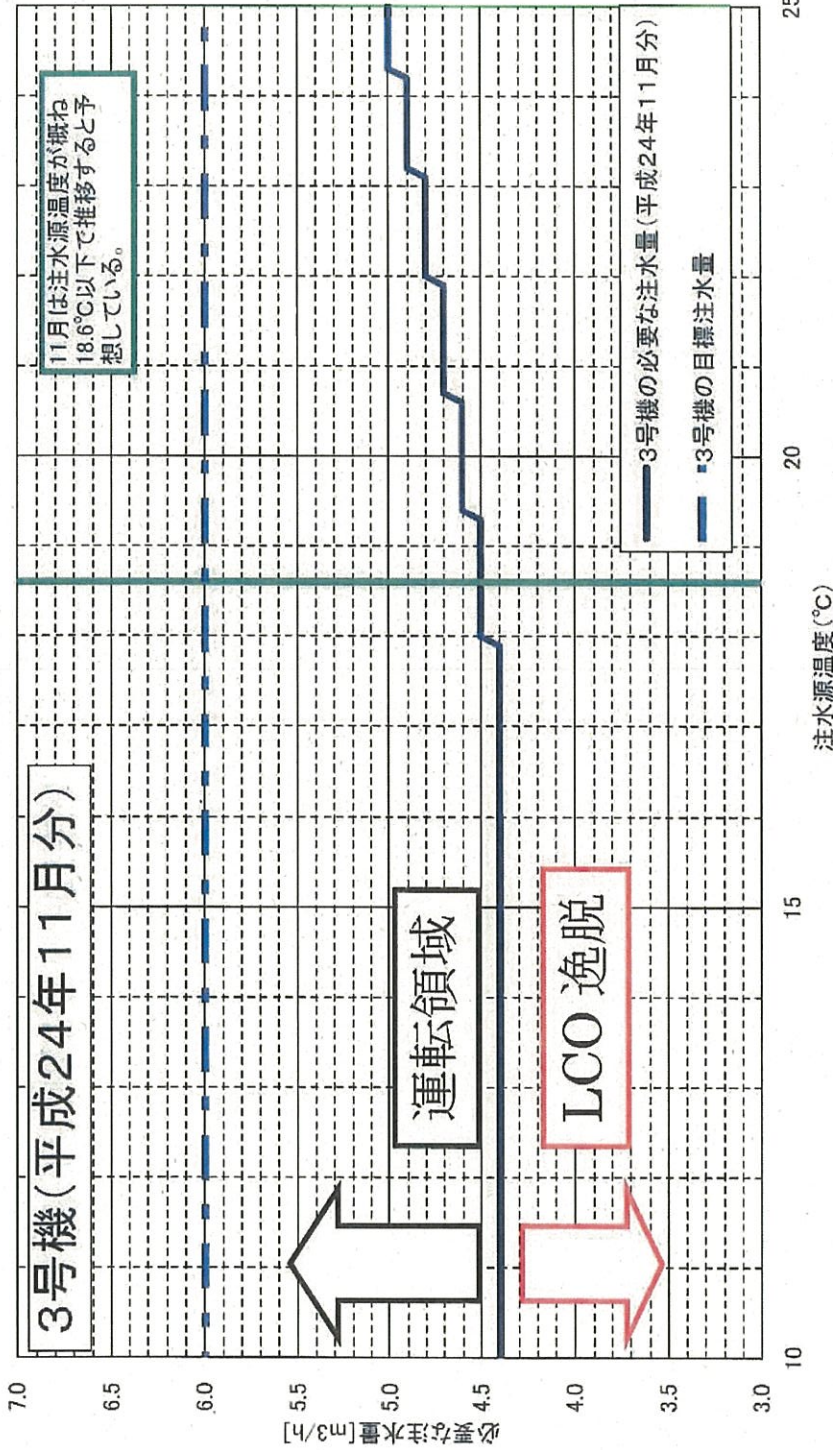 3号機(平成24年11月分)
11月は注水源温度が概ね
18.6℃以下で推移すると予
想している。
必要な注水量[m3/h]
7.0
6.5
6.0
5.5
5.0
4.5
4.0
3.5
3.0
運転領域
LCO 逸脱
3号機の必要な注水量(平成24年11月分)
3号機の目標注水量
10
15
20
25
注水源温度(℃)